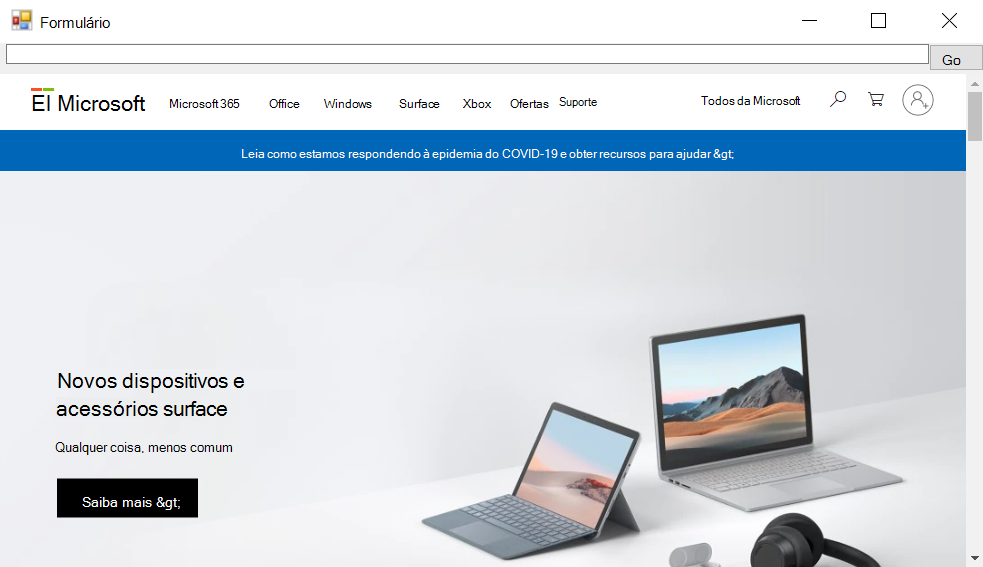 Formulário
Go
EI Microsoft Microsoft 365 Office Windows Surface Xbox Ofertas Suporte Todos da Microsoft
Leia como estamos respondendo à epidemia do COVID-19 e obter recursos para ajudar &gt;
Novos dispositivos e
acessórios surface
Qualquer coisa, menos comum
Saiba mais &gt;